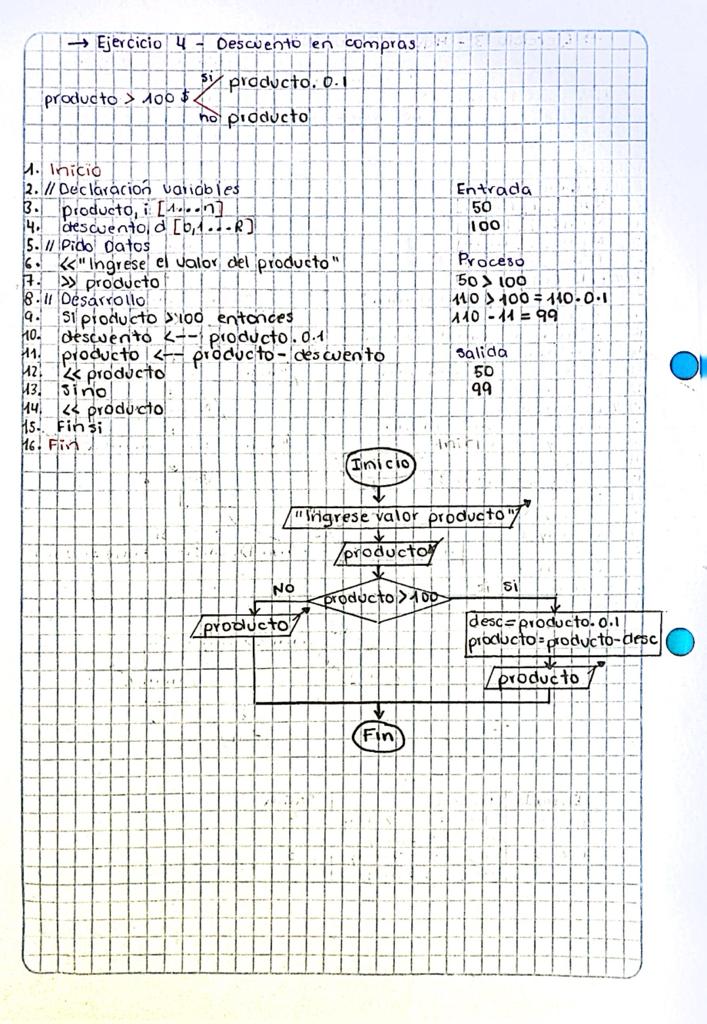 → Ejercicio 4 - Descuento en compras
producto > 100 $
si producto. 0.1
no producto
1. Inicio
2. // Declaración variables
3. producto, i [1...n]
4. descuento, d [0,1...R]
5. // Pido Datos
6. << "Ingrese el valor del producto"
7. >> producto
8. // Desarrollo
9. Si producto > 100 entonces
10. descuento <-- producto. 0.1
11. producto <-- producto - descuento
12. << producto
13. Sino
14. << producto
15. Finsi
16. Fin
Entrada
50
100
Proceso
50 > 100
110 > 100 = 110.0.1
110 - 11 = 99
Salida
50
99
Inicio
"Ingrese valor producto"
producto
producto > 100
NO
Si
producto
desc = producto. 0.1
producto = producto - desc
producto
Fin